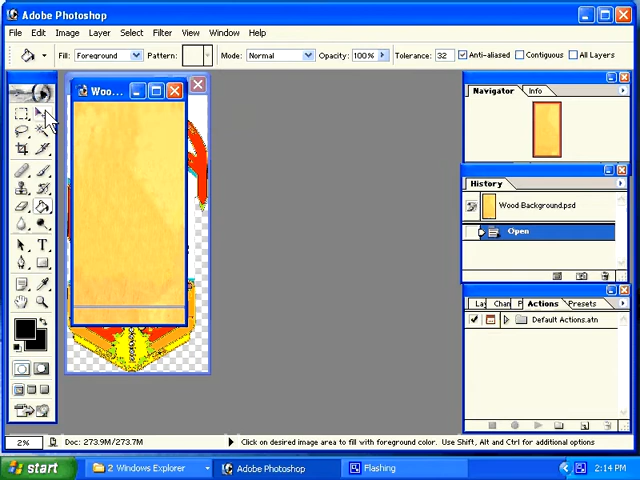 Adobe Photoshop
File Edit Image Layer Select Filter View Window Help
Fill: Foreground Pattern: Mode: Normal Opacity: 100% Tolerance: 32 Anti-aliased Contiguous All Layers
Woo...
Navigator Info
History
Wood Background.psd
Open
Lay Chan P Actions Presets
Default Actions.atn
T
2% Doc: 273.9M/273.7M Click on desired image area to fill with foreground color. Use Shift, Alt and Ctrl for additional options
start 2 Windows Explorer Adobe Photoshop Flashing 2:14 PM